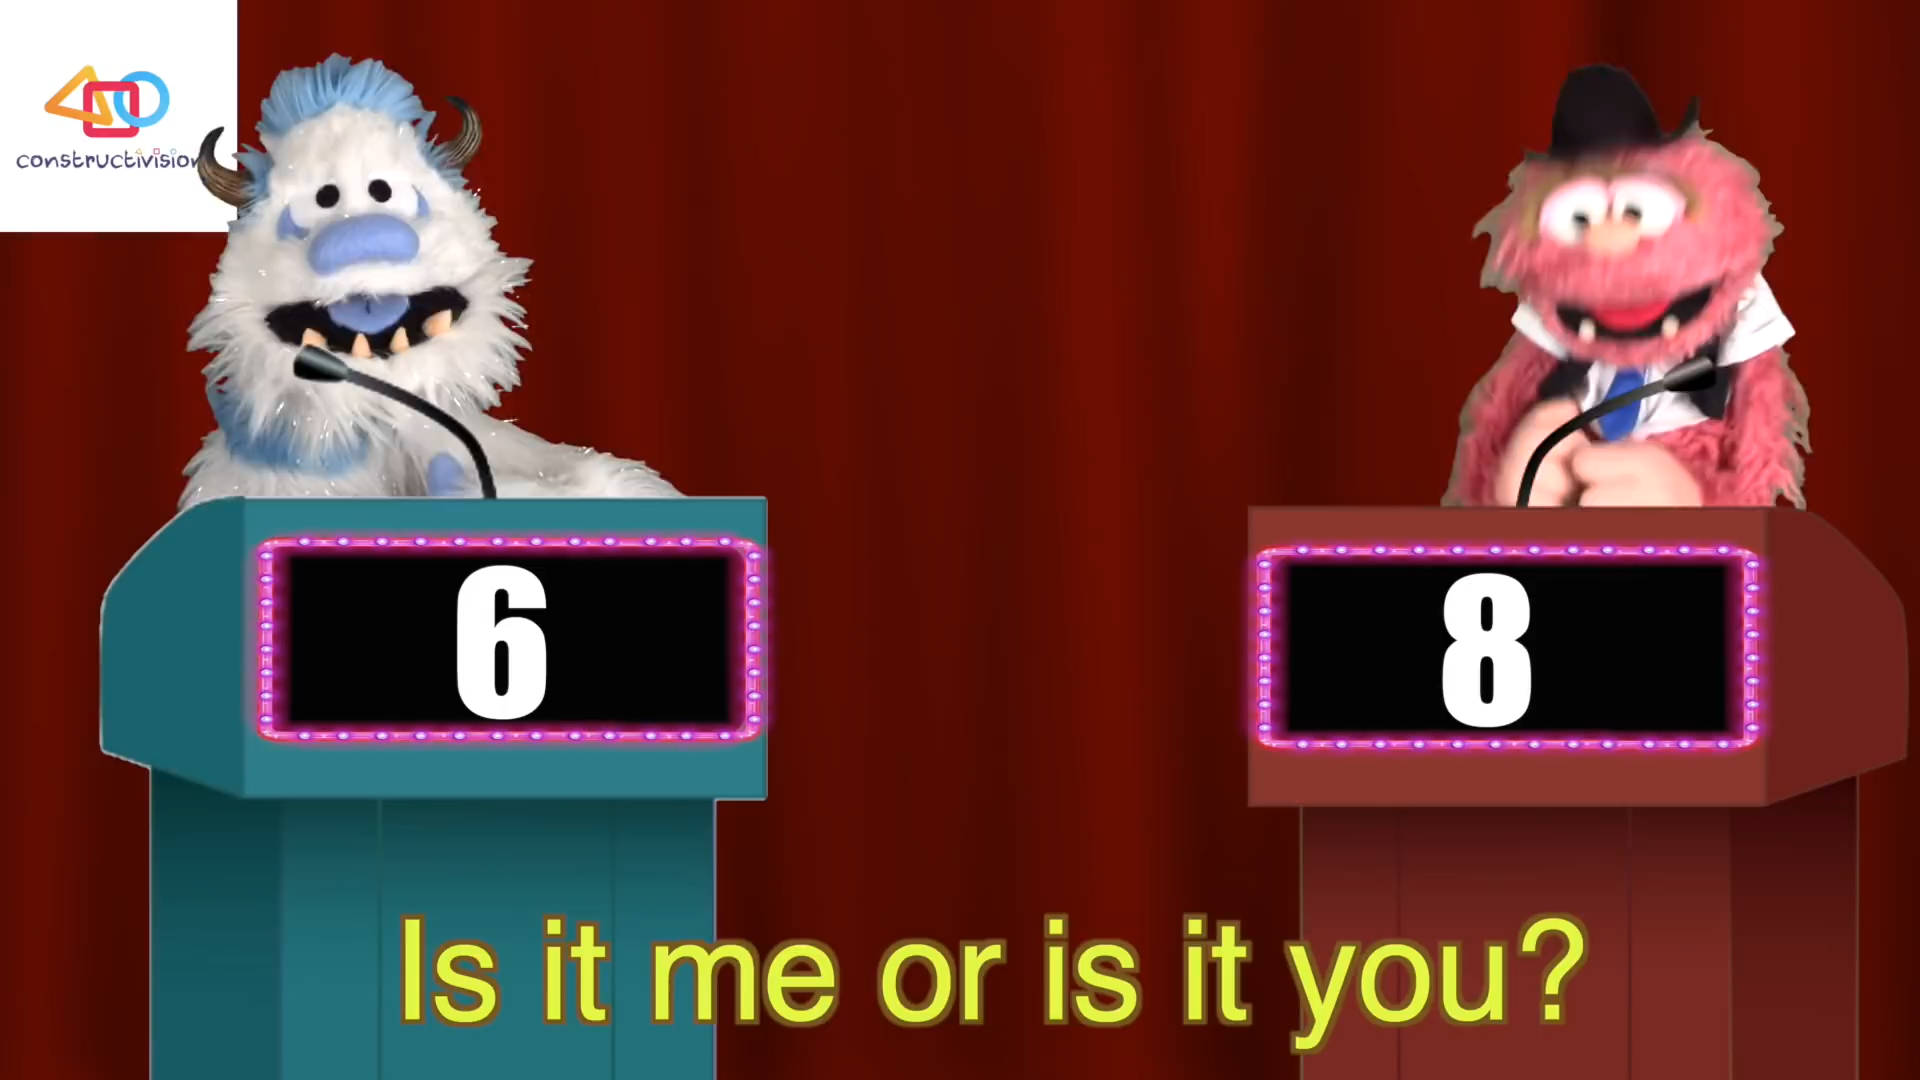 constructivision
6
8
Is it me or is it you?